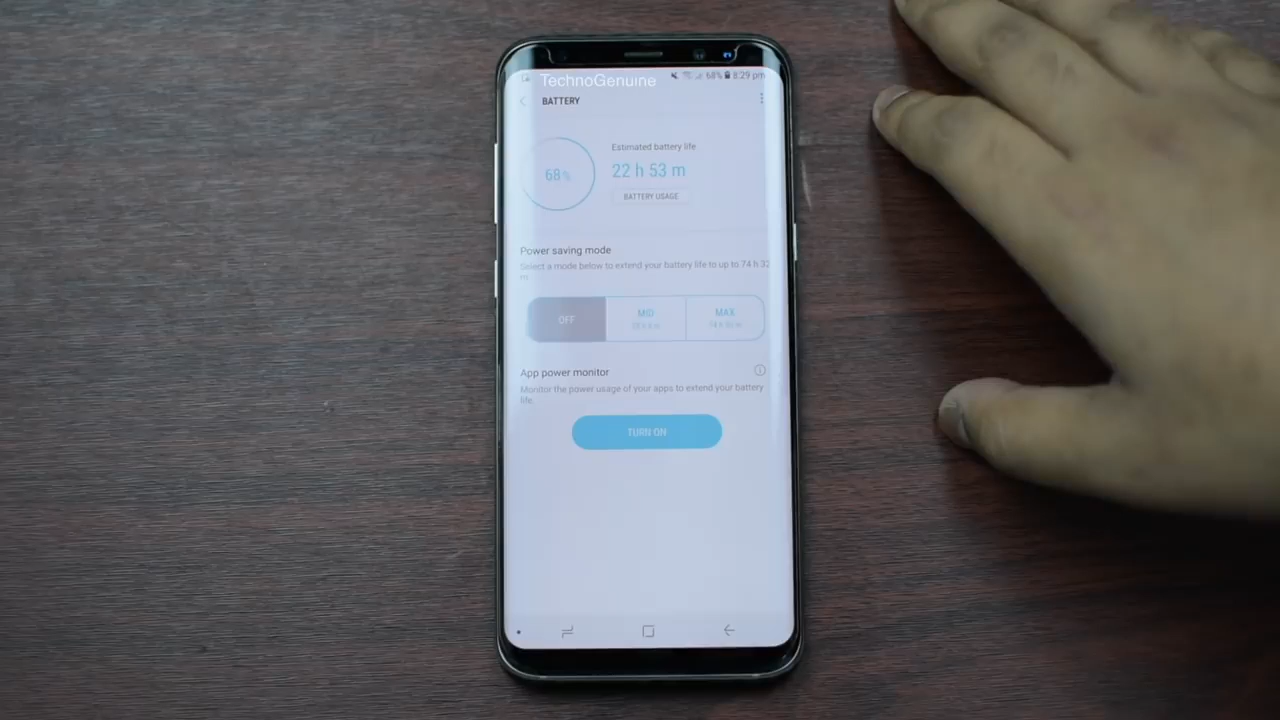 TechnoGenuine
68% 8:29 pm
BATTERY
68%
Estimated battery life
22 h 53 m
BATTERY USAGE
Power saving mode
Select a mode below to extend your battery life to up to 74 h 32
m.
OFF
MID
MAX
App power monitor
Monitor the power usage of your apps to extend your battery
life.
TURN ON